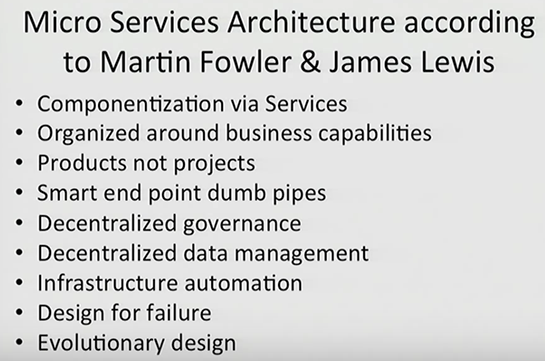 Micro Services Architecture according
to Martin Fowler & James Lewis
• Componentization via Services
• Organized around business capabilities
• Products not projects
• Smart end point dumb pipes
• Decentralized governance
• Decentralized data management
• Infrastructure automation
• Design for failure
• Evolutionary design